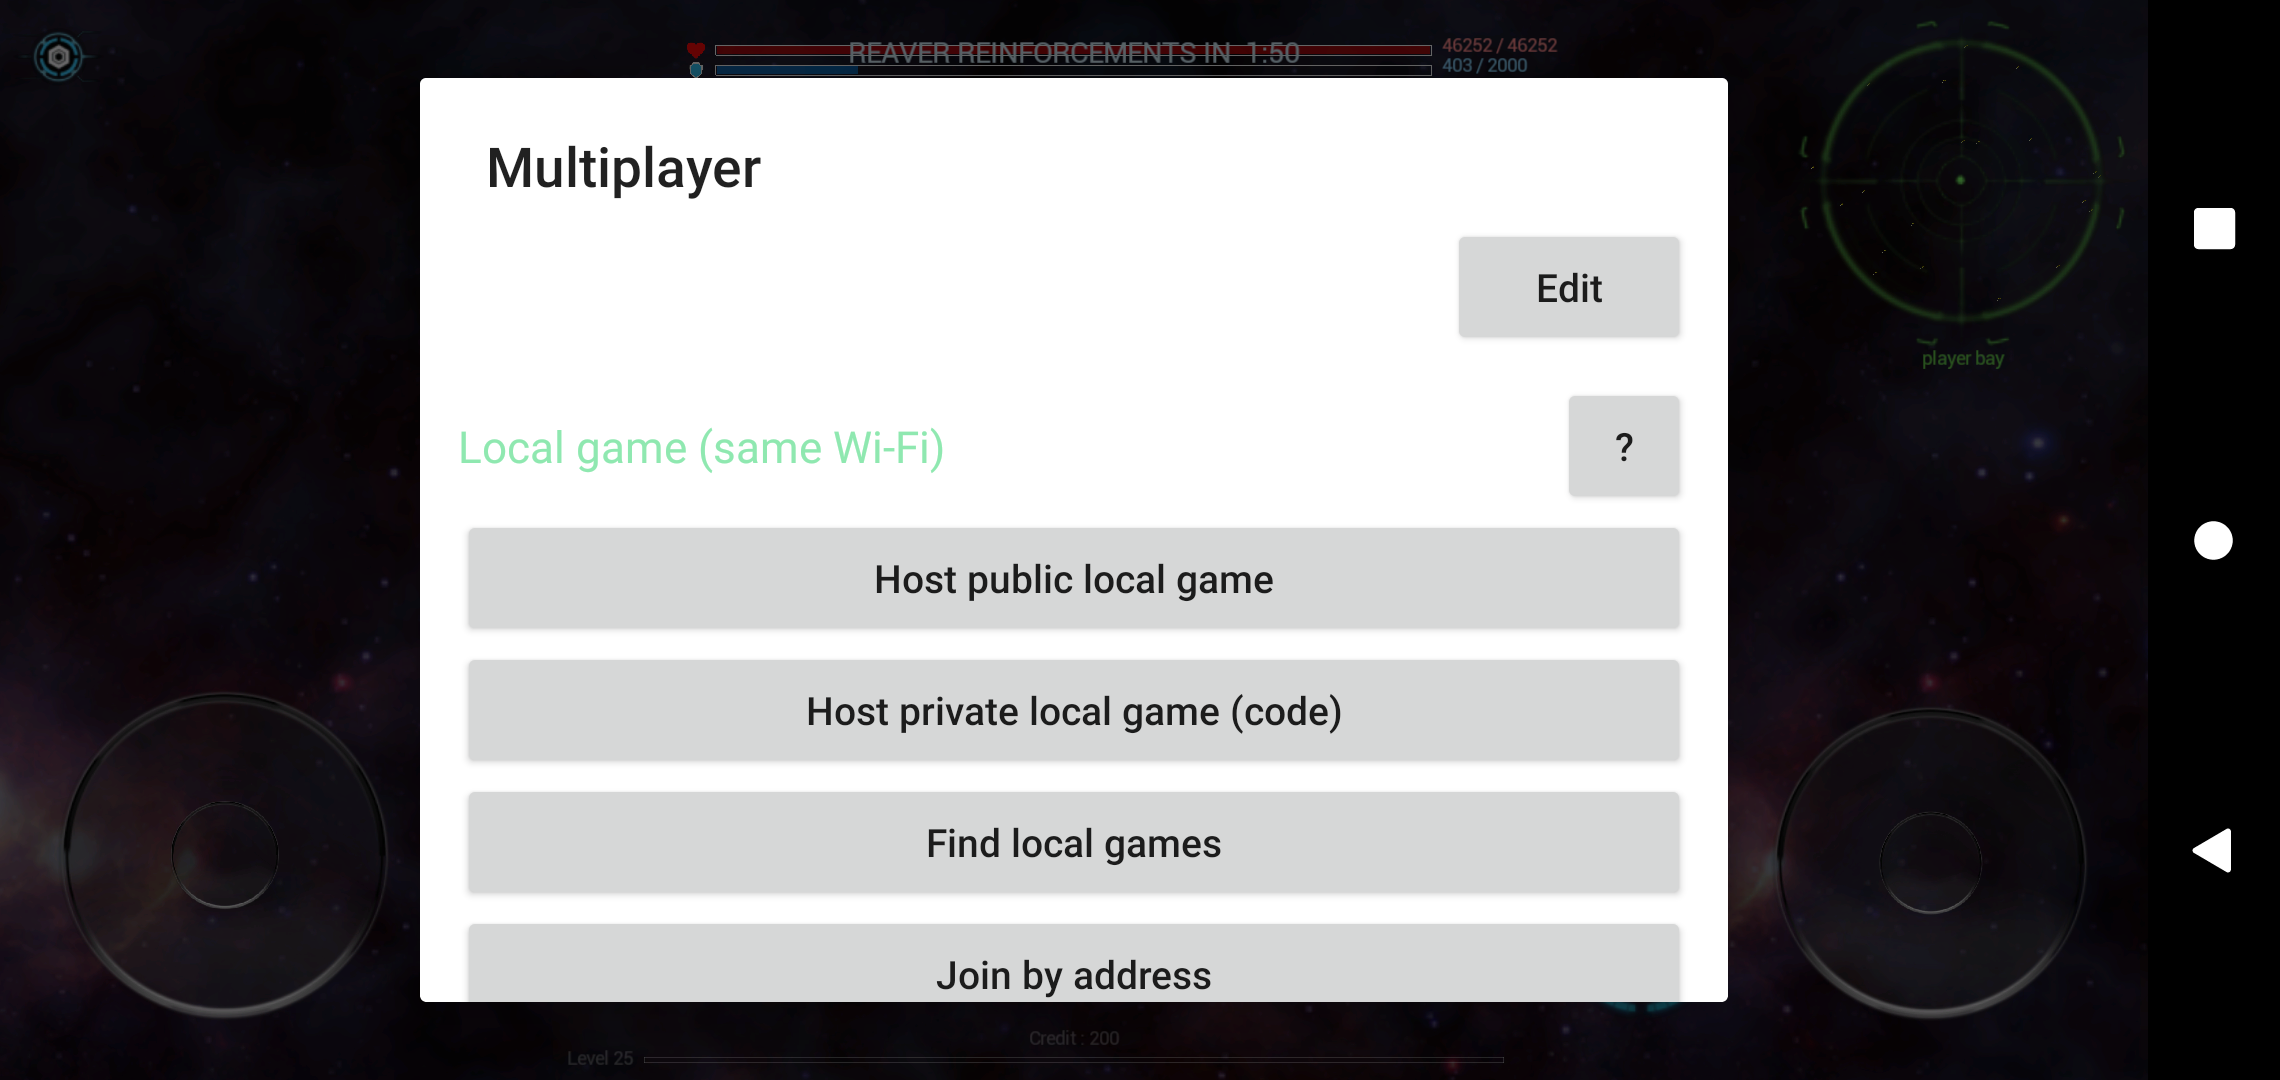 REAVER REINFORCEMENTS IN 1:50
46252 / 46252
403 / 2000
Multiplayer
Edit
player bay
Local game (same Wi-Fi)
?
Host public local game
Host private local game (code)
Find local games
Join by address
Credit : 200
Level 25